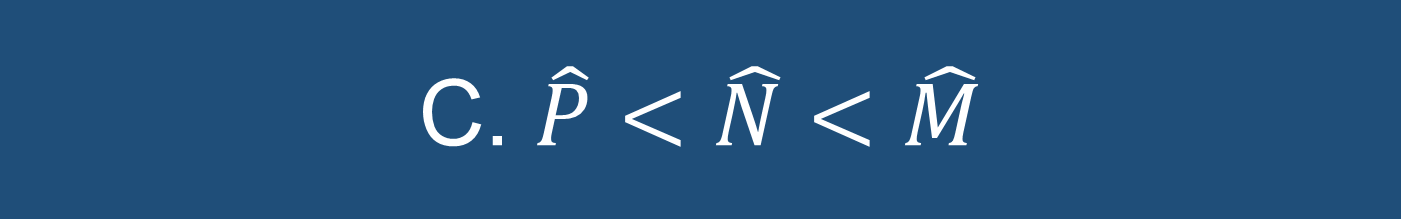 C. P̂ < N̂ < M̂